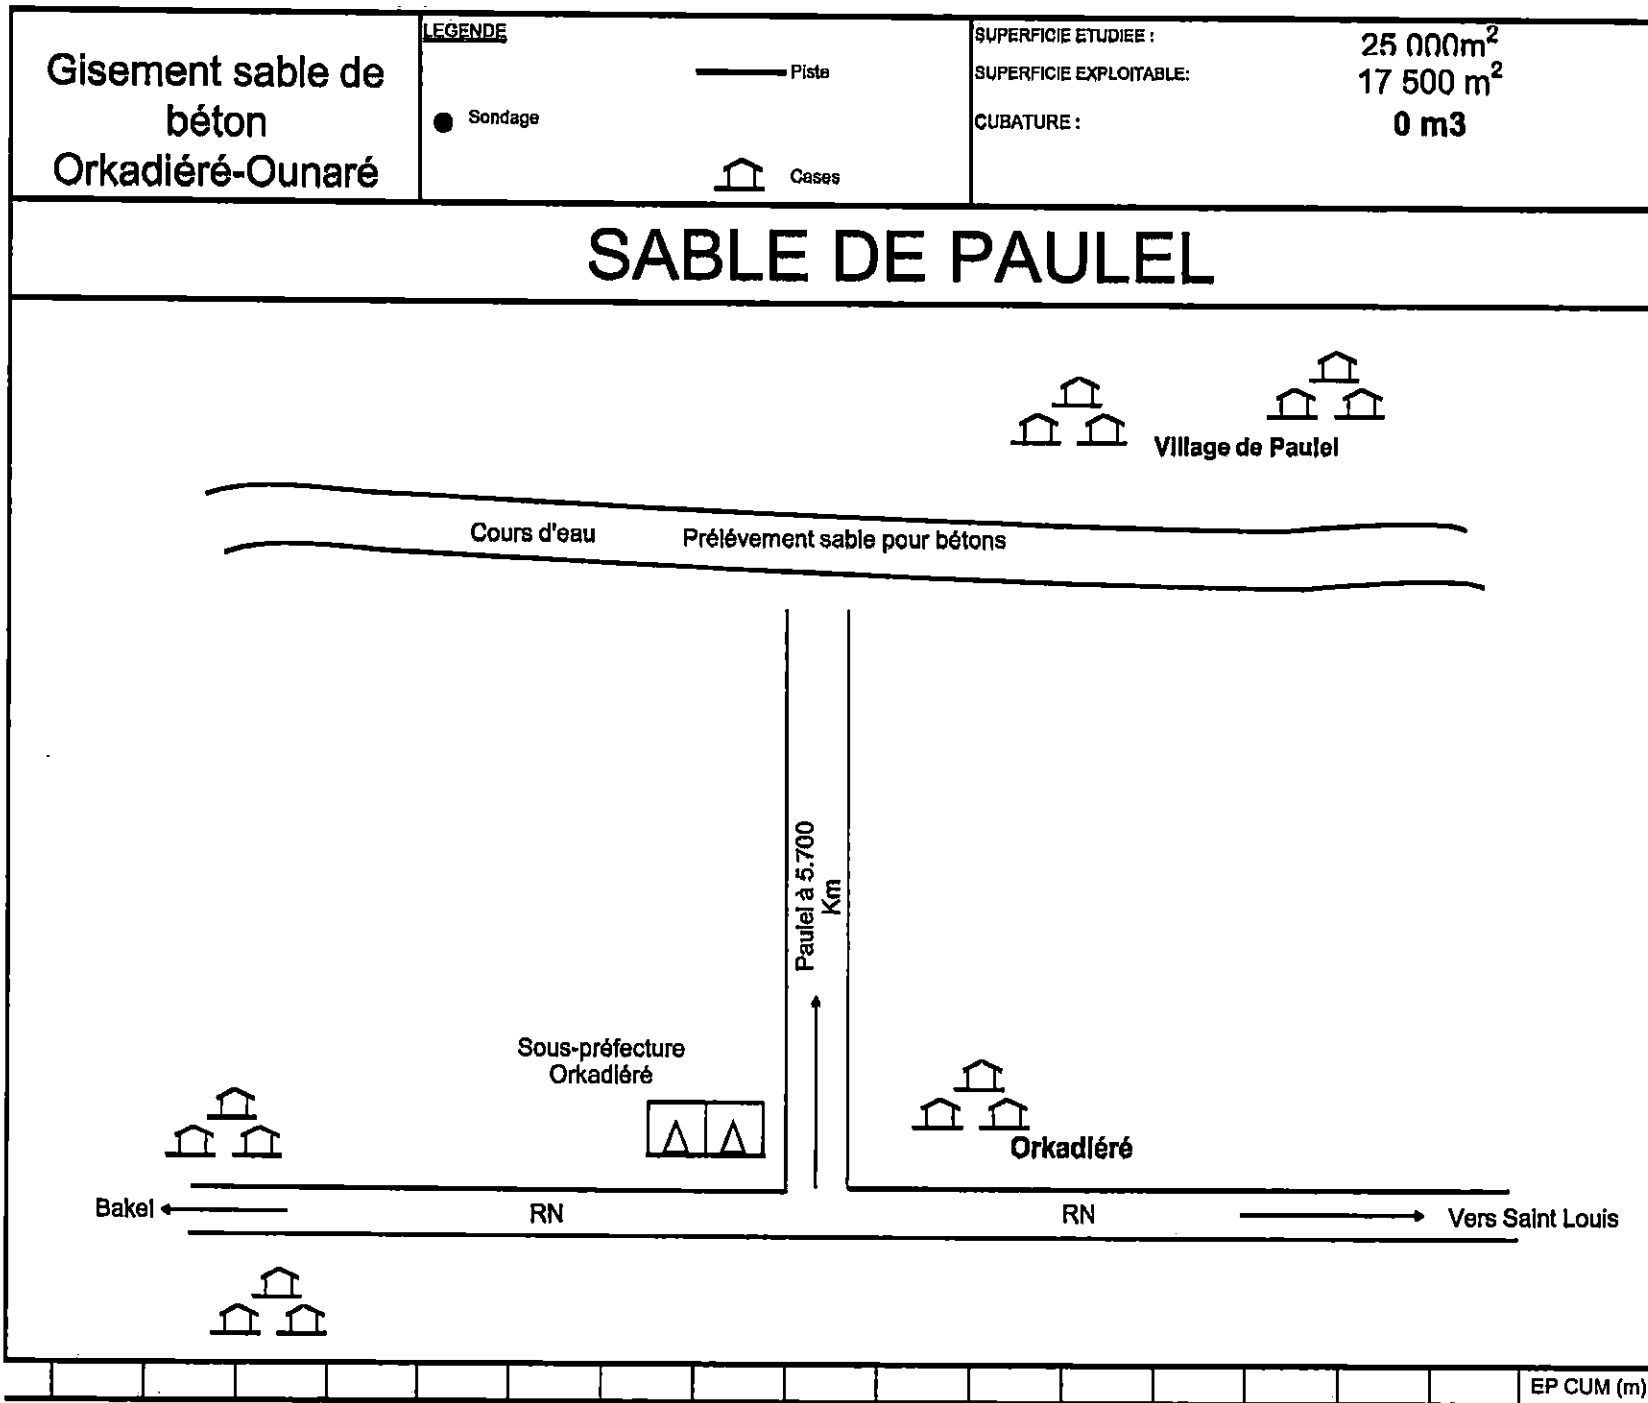 Gisement sable de
béton
Orkadiéré-Ounaré
LEGENDE
Piste
Sondage
Cases
SUPERFICIE ETUDIEE : 25 000m²
SUPERFICIE EXPLOITABLE: 17 500 m²
CUBATURE : 0 m3
SABLE DE PAULEL
Village de Paulel
Cours d'eau
Prélévement sable pour bétons
Paulel à 5.700
Km
Sous-préfecture
Orkadiéré
Orkadiéré
Bakel
RN
RN
Vers Saint Louis
EP CUM (m)